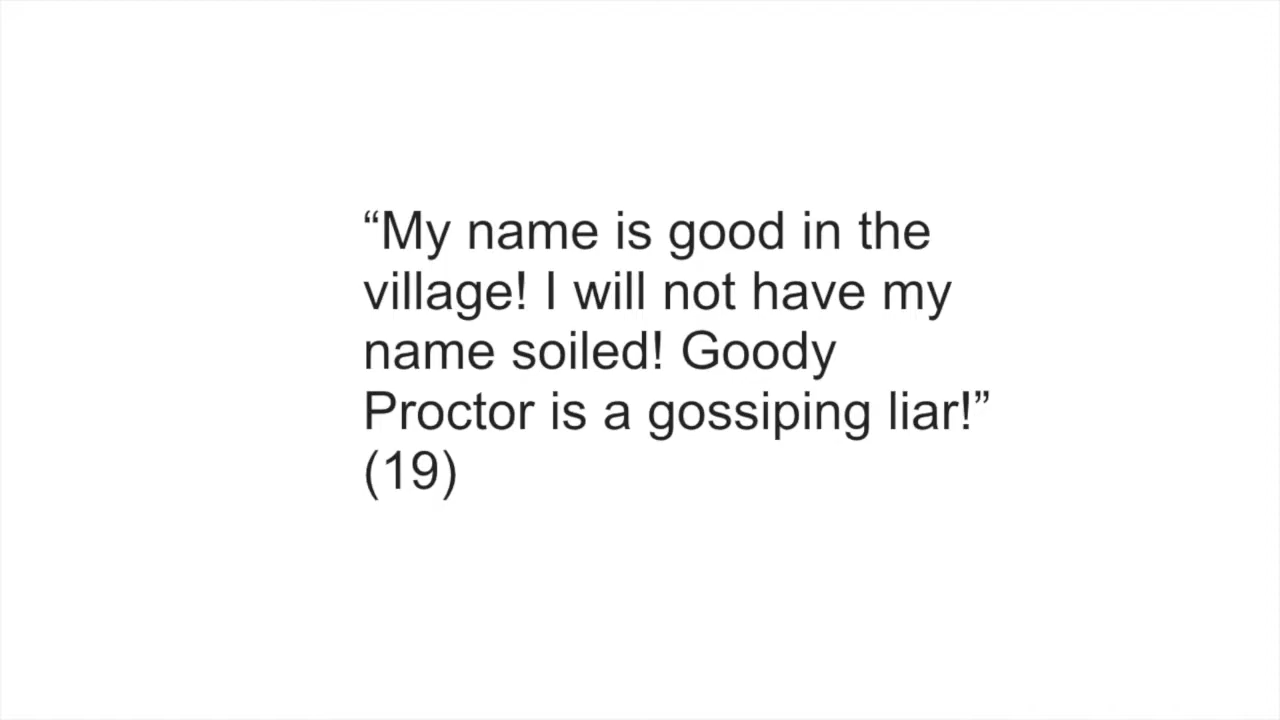 “My name is good in the
village! I will not have my
name soiled! Goody
Proctor is a gossiping liar!”
(19)